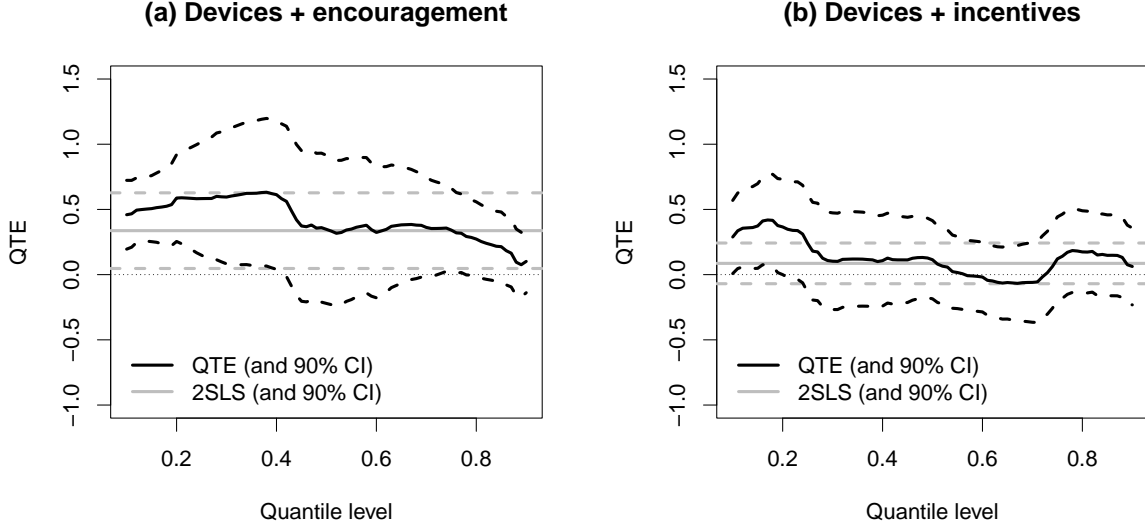 (a) Devices + encouragement
QTE
1.5
1.0
0.5
0.0
−0.5
−1.0
QTE (and 90% CI)
2SLS (and 90% CI)
0.2 0.4 0.6 0.8
Quantile level
(b) Devices + incentives
QTE
1.5
1.0
0.5
0.0
−0.5
−1.0
QTE (and 90% CI)
2SLS (and 90% CI)
0.2 0.4 0.6 0.8
Quantile level